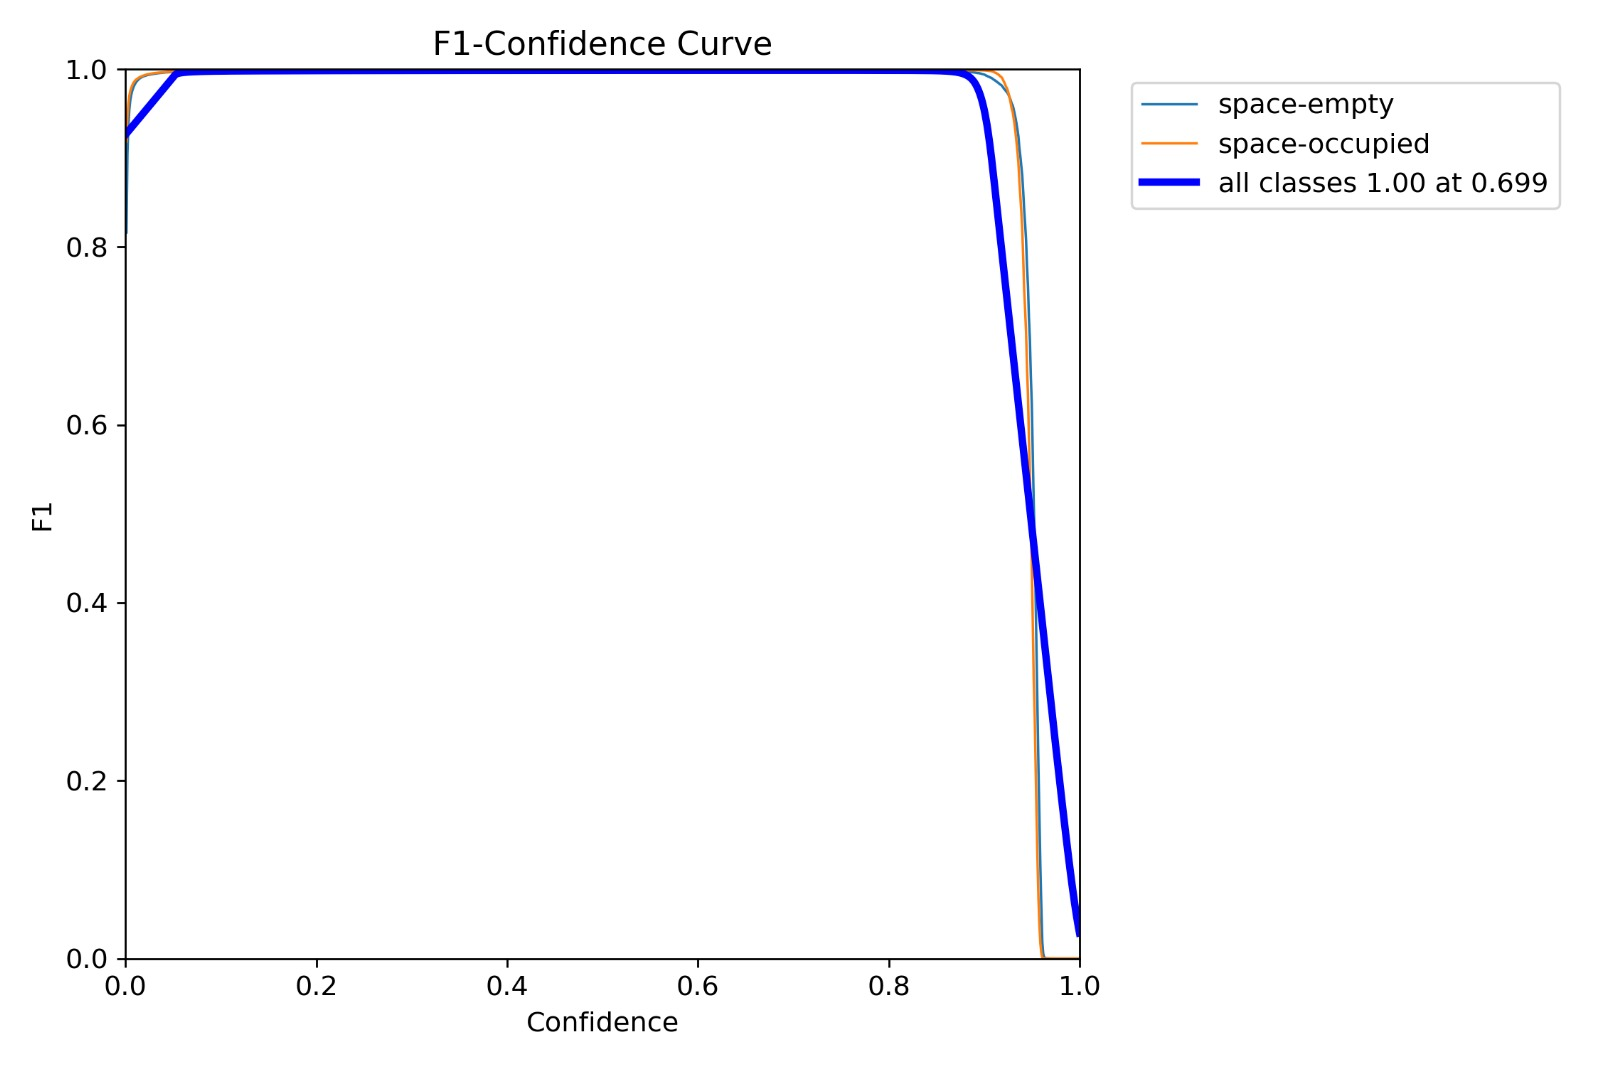 F1-Confidence Curve
1.0
0.8
0.6
0.4
0.2
0.0
F1
0.0 0.2 0.4 0.6 0.8 1.0
Confidence
space-empty
space-occupied
all classes 1.00 at 0.699